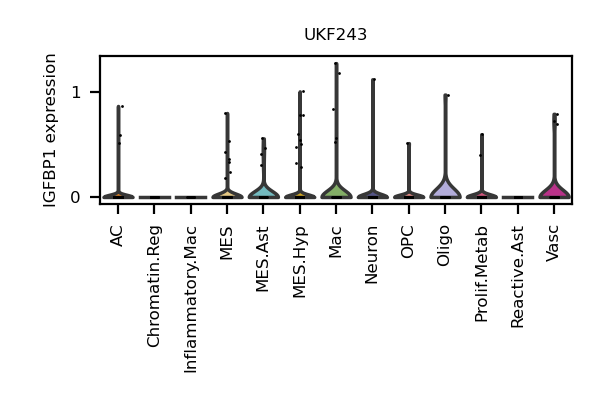 UKF243
IGFBP1 expression
1
0
AC
Chromatin.Reg
Inflammatory.Mac
MES
MES.Ast
MES.Hyp
Mac
Neuron
OPC
Oligo
Prolif.Metab
Reactive.Ast
Vasc